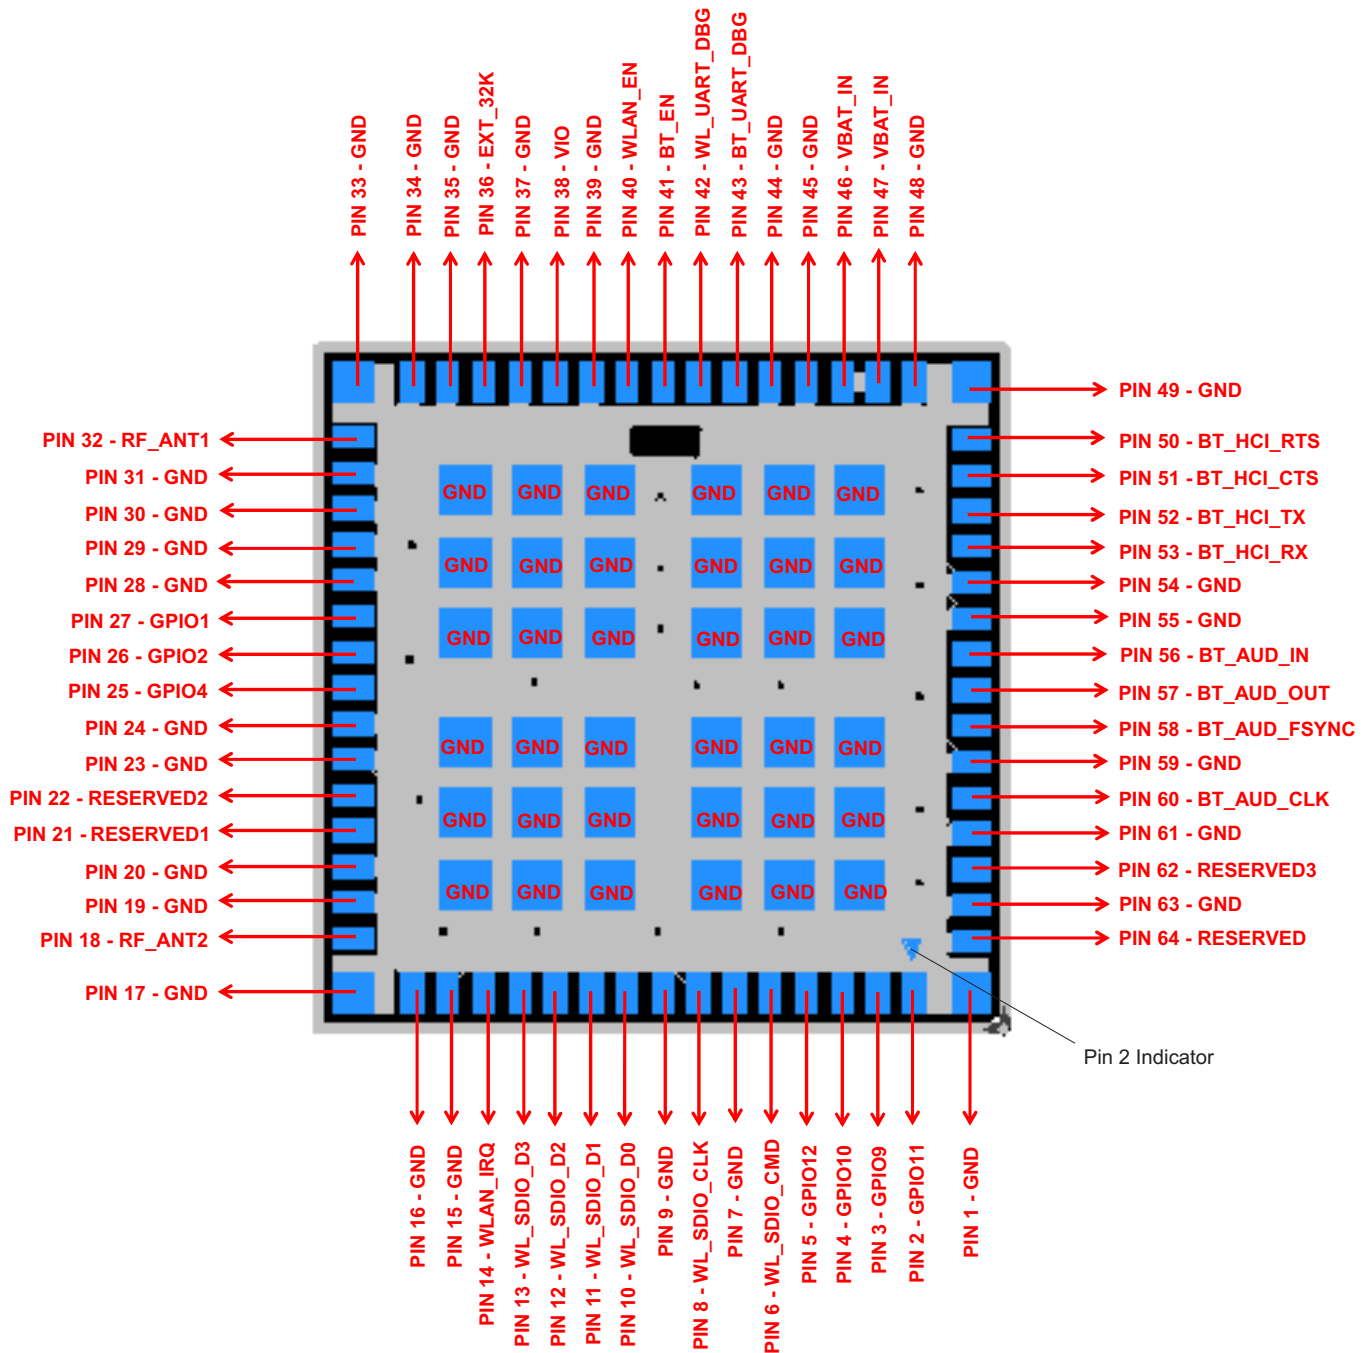 PIN 33 - GND
PIN 34 - GND
PIN 35 - GND
PIN 36 - EXT_32K
PIN 37 - GND
PIN 38 - VIO
PIN 39 - GND
PIN 40 - WLAN_EN
PIN 41 - BT_EN
PIN 42 - WL_UART_DBG
PIN 43 - BT_UART_DBG
PIN 44 - GND
PIN 45 - GND
PIN 46 - VBAT_IN
PIN 47 - VBAT_IN
PIN 48 - GND
PIN 32 - RF_ANT1
PIN 31 - GND
PIN 30 - GND
PIN 29 - GND
PIN 28 - GND
PIN 27 - GPIO1
PIN 26 - GPIO2
PIN 25 - GPIO4
PIN 24 - GND
PIN 23 - GND
PIN 22 - RESERVED2
PIN 21 - RESERVED1
PIN 20 - GND
PIN 19 - GND
PIN 18 - RF_ANT2
PIN 17 - GND
GND GND GND GND GND GND
GND GND GND GND GND GND
GND GND GND GND GND GND
GND GND GND GND GND GND
GND GND GND GND GND GND
GND GND GND GND GND GND
PIN 49 - GND
PIN 50 - BT_HCI_RTS
PIN 51 - BT_HCI_CTS
PIN 52 - BT_HCI_TX
PIN 53 - BT_HCI_RX
PIN 54 - GND
PIN 55 - GND
PIN 56 - BT_AUD_IN
PIN 57 - BT_AUD_OUT
PIN 58 - BT_AUD_FSYNC
PIN 59 - GND
PIN 60 - BT_AUD_CLK
PIN 61 - GND
PIN 62 - RESERVED3
PIN 63 - GND
PIN 64 - RESERVED
Pin 2 Indicator
PIN 16 - GND
PIN 15 - GND
PIN 14 - WLAN_IRQ
PIN 13 - WL_SDIO_D3
PIN 12 - WL_SDIO_D2
PIN 11 - WL_SDIO_D1
PIN 10 - WL_SDIO_D0
PIN 9 - GND
PIN 8 - WL_SDIO_CLK
PIN 7 - GND
PIN 6 - WL_SDIO_CMD
PIN 5 - GPIO12
PIN 4 - GPIO10
PIN 3 - GPIO9
PIN 2 - GPIO11
PIN 1 - GND